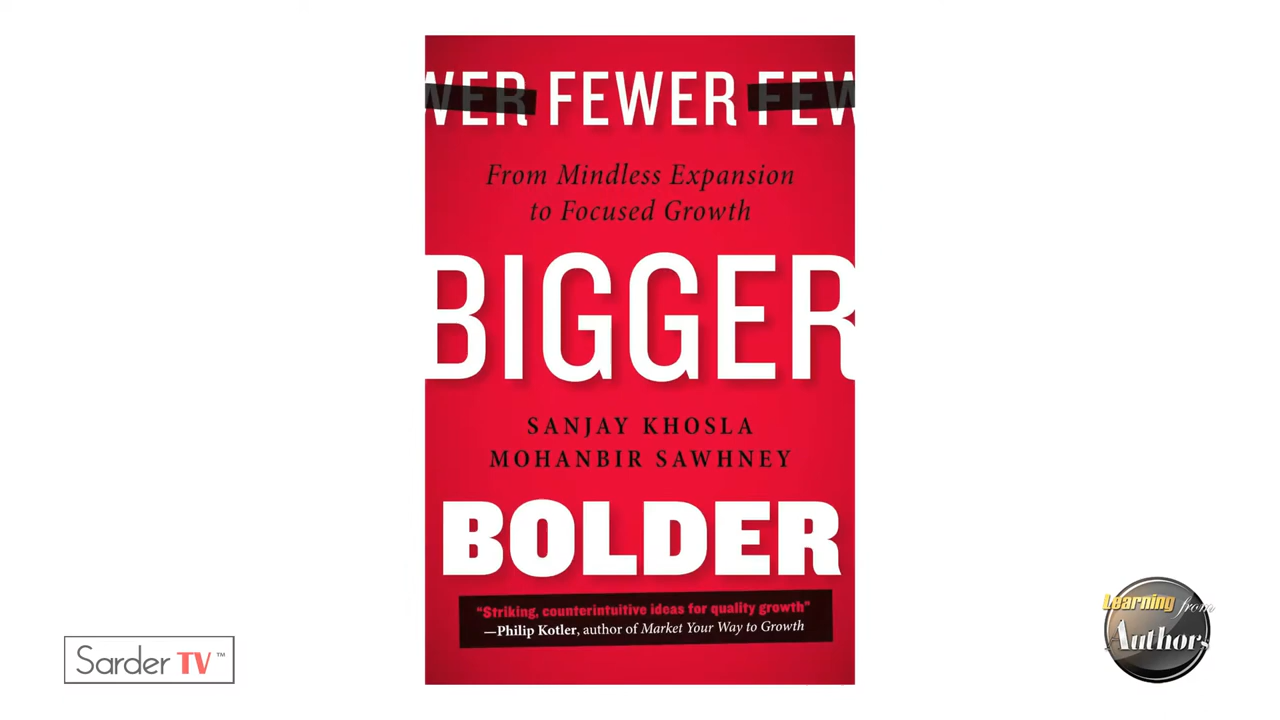 WER FEWER FEW
From Mindless Expansion
to Focused Growth
BIGGER
SANJAY KHOSLA
MOHANBIR SAWHNEY
BOLDER
“Striking, counterintuitive ideas for quality growth”
—Philip Kotler, author of Market Your Way to Growth
Sarder TV™
Learning from
Authors